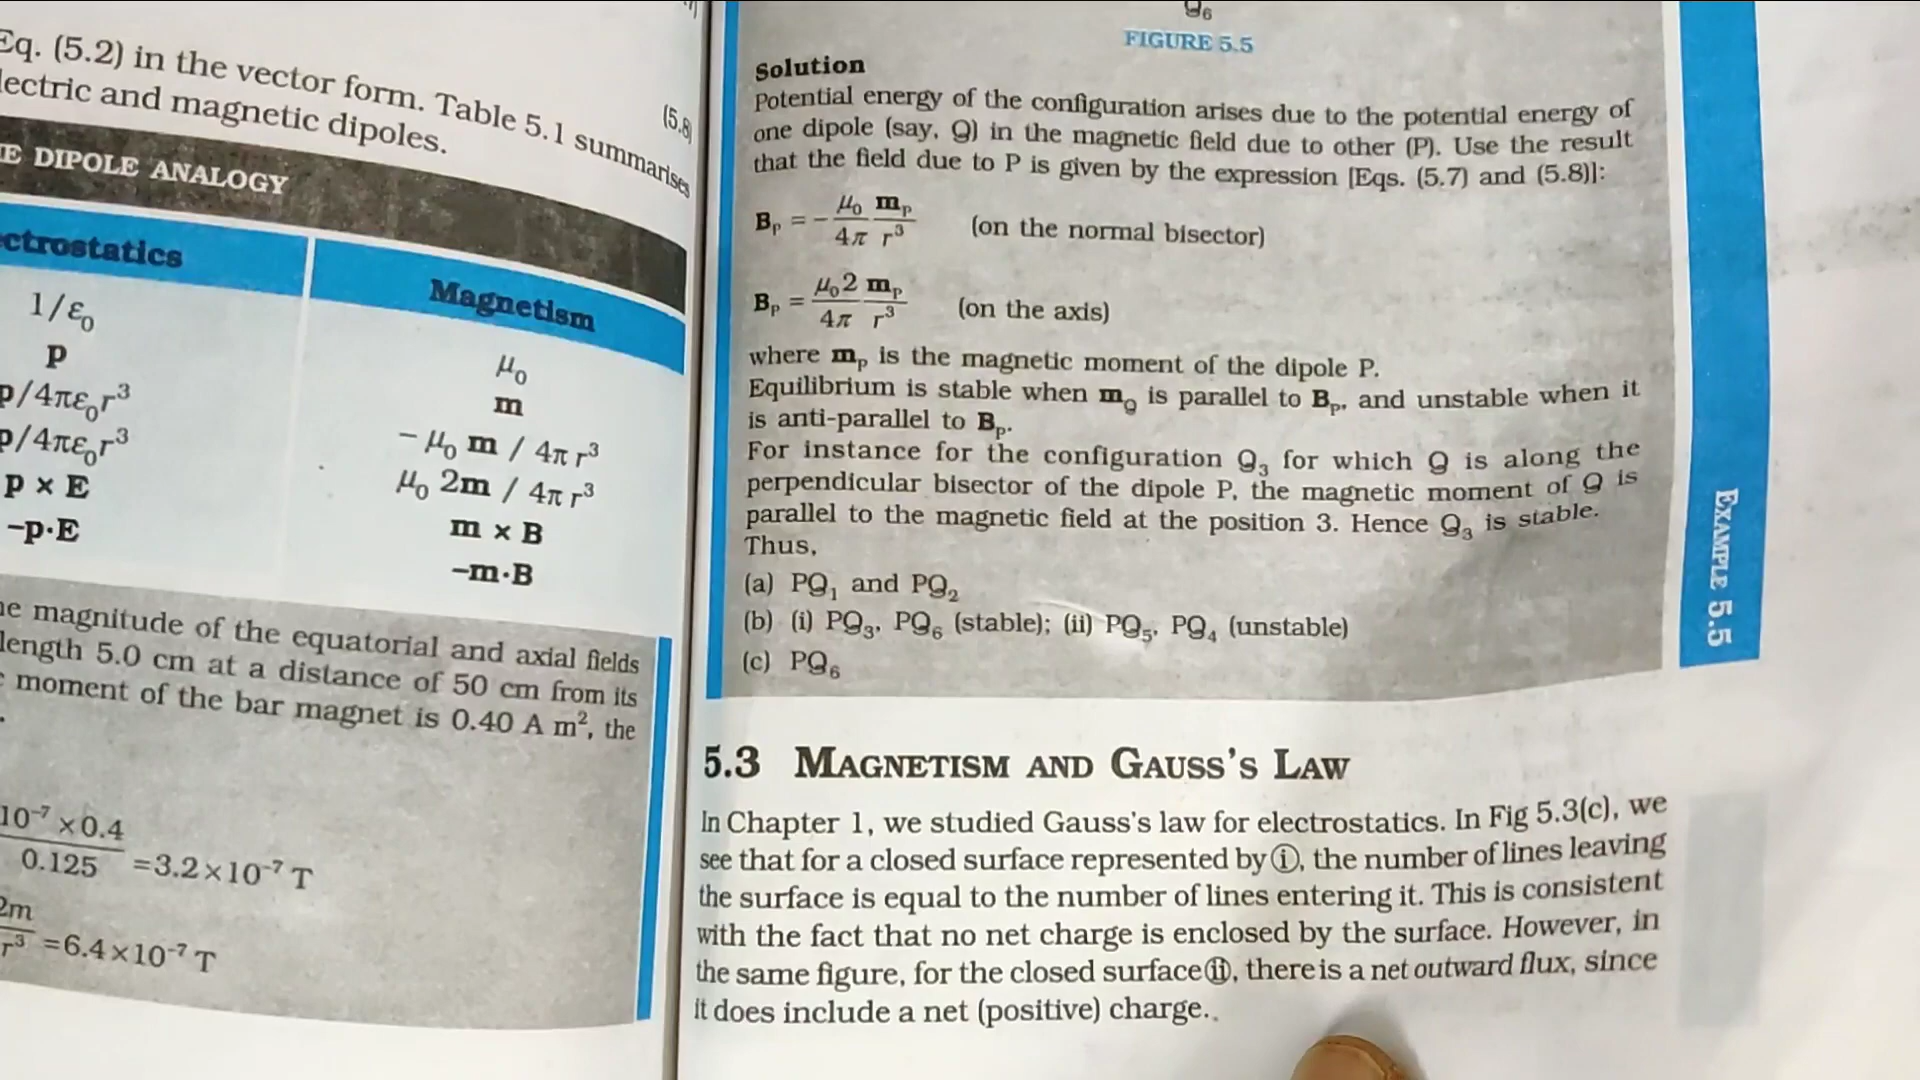 Eq. (5.2) in the vector form. Table 5.1 summarises
lectric and magnetic dipoles.
(5.8)
E DIPOLE ANALOGY
ctrostatics
Magnetism
1/ε₀
μ₀
p
m
p/4πε₀r³
– μ₀ m / 4π r³
p/4πε₀r³
μ₀ 2m / 4π r³
p × E
m × B
–p·E
–m·B
e magnitude of the equatorial and axial fields
length 5.0 cm at a distance of 50 cm from its
moment of the bar magnet is 0.40 A m², the
10⁻⁷ × 0.4
0.125
= 3.2 × 10⁻⁷ T
2m
r³
= 6.4 × 10⁻⁷ T
Q₆
FIGURE 5.5
Solution
Potential energy of the configuration arises due to the potential energy of
one dipole (say, Q) in the magnetic field due to other (P). Use the result
that the field due to P is given by the expression [Eqs. (5.7) and (5.8)]:
Bₚ = – μ₀/4π mₚ/r³ (on the normal bisector)
Bₚ = μ₀ 2/4π mₚ/r³ (on the axis)
where mₚ is the magnetic moment of the dipole P.
Equilibrium is stable when m_Q is parallel to Bₚ, and unstable when it
is anti-parallel to Bₚ.
For instance for the configuration Q₃ for which Q is along the
perpendicular bisector of the dipole P, the magnetic moment of Q is
parallel to the magnetic field at the position 3. Hence Q₃ is stable.
Thus,
(a) PQ₁ and PQ₂
(b) (i) PQ₃, PQ₆ (stable); (ii) PQ₅, PQ₄ (unstable)
(c) PQ₆
EXAMPLE 5.5
5.3 MAGNETISM AND GAUSS'S LAW
In Chapter 1, we studied Gauss's law for electrostatics. In Fig 5.3(c), we
see that for a closed surface represented by ⓘ, the number of lines leaving
the surface is equal to the number of lines entering it. This is consistent
with the fact that no net charge is enclosed by the surface. However, in
the same figure, for the closed surface ⓘⓘ, there is a net outward flux, since
it does include a net (positive) charge.